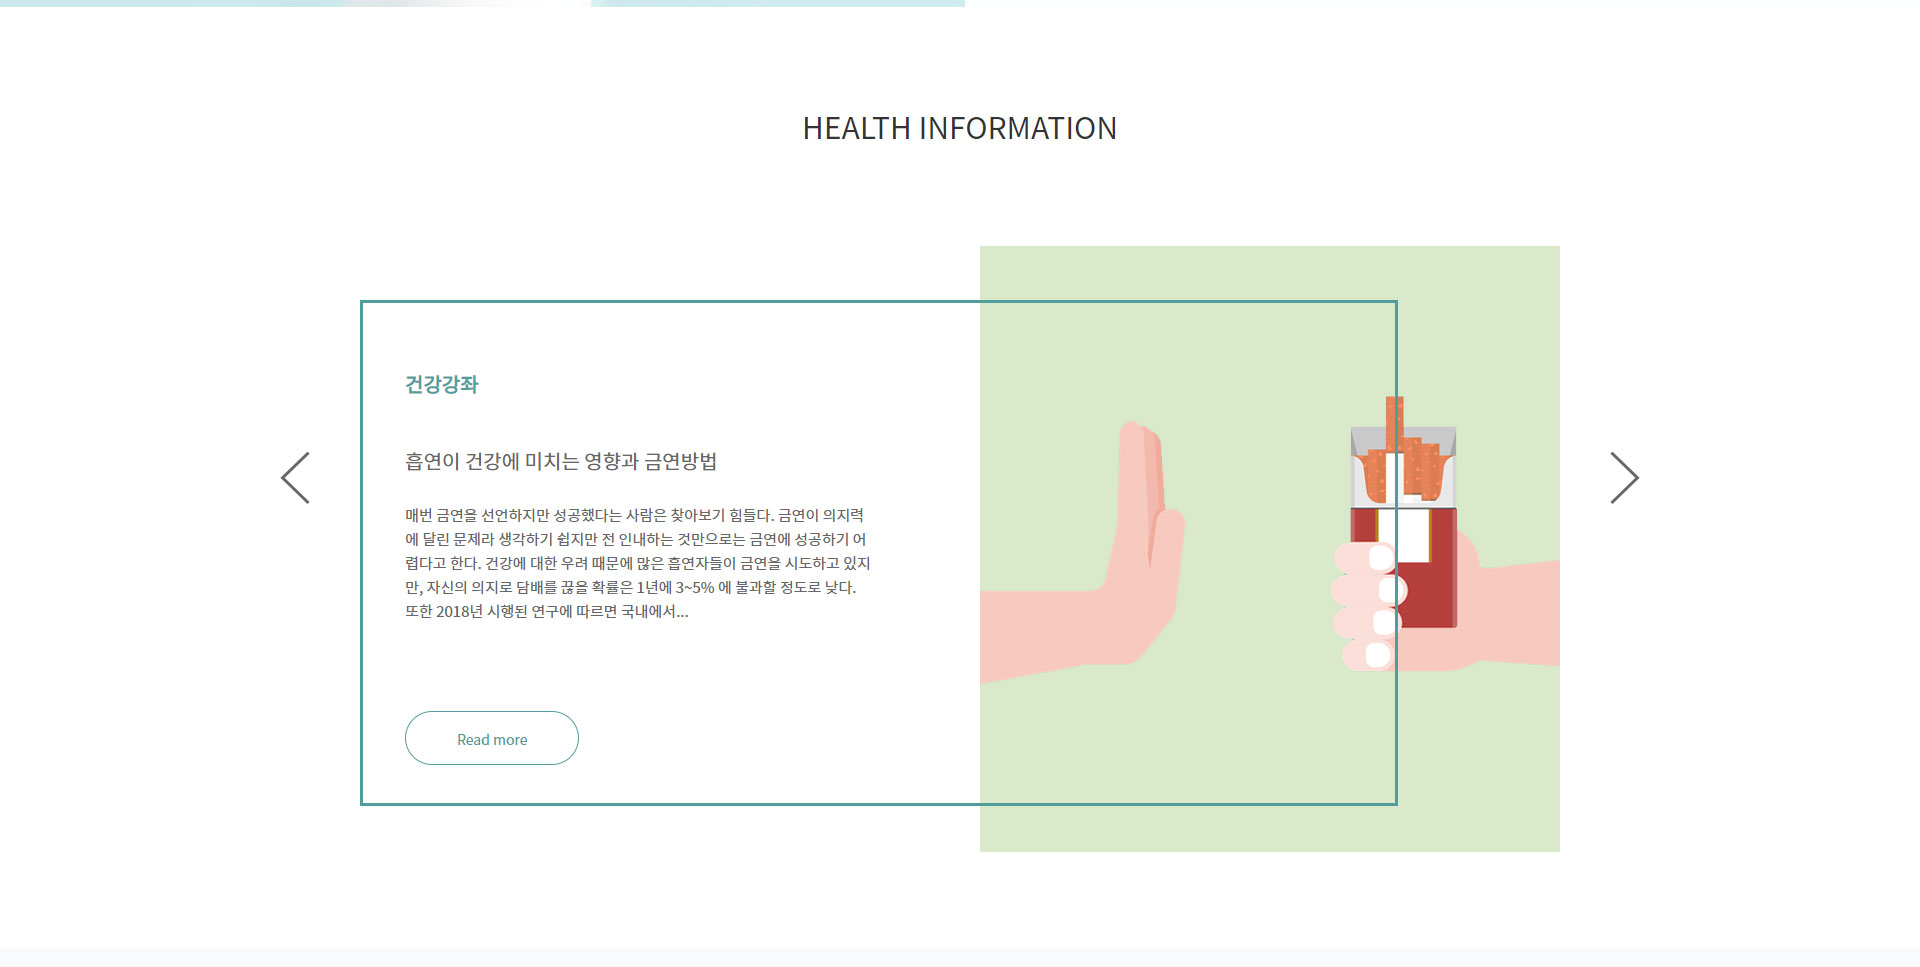 HEALTH INFORMATION
건강강좌
흡연이 건강에 미치는 영향과 금연방법
매번 금연을 선언하지만 성공했다는 사람은 찾아보기 힘들다. 금연이 의지력
에 달린 문제라 생각하기 쉽지만 전 인내하는 것만으로는 금연에 성공하기 어
렵다고 한다. 건강에 대한 우려 때문에 많은 흡연자들이 금연을 시도하고 있지
만, 자신의 의지로 담배를 끊을 확률은 1년에 3~5% 에 불과할 정도로 낮다.
또한 2018년 시행된 연구에 따르면 국내에서...
Read more